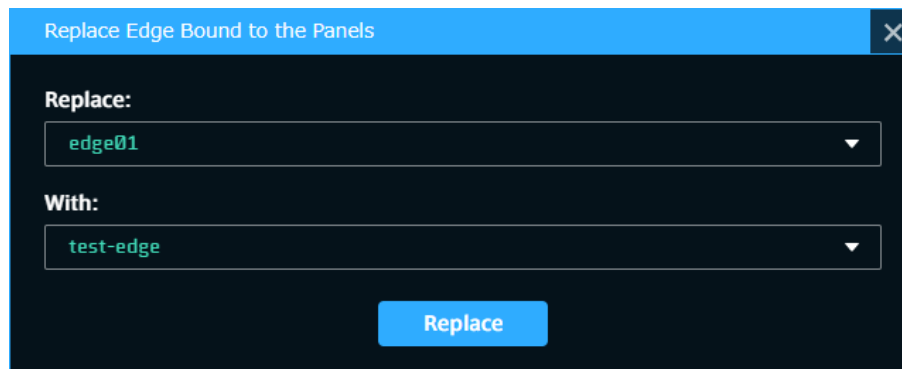 Replace Edge Bound to the Panels
Replace:
edge01
With:
test-edge
Replace